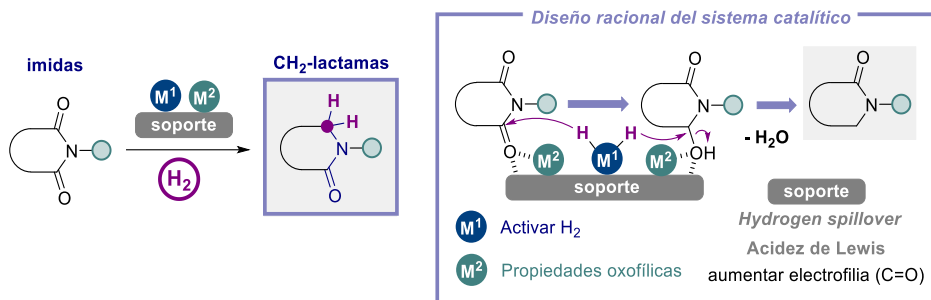 Diseño racional del sistema catalítico
imidas
CH₂-lactamas
M¹ M²
soporte
H₂
O
N
O
H
H
N
O
O
N
O
M²
H H
M¹
M²
soporte
O
N
OH
- H₂O
O
N
M¹ Activar H₂
M² Propiedades oxofílicas
soporte
Hydrogen spillover
Acidez de Lewis
aumentar electrofilia (C=O)